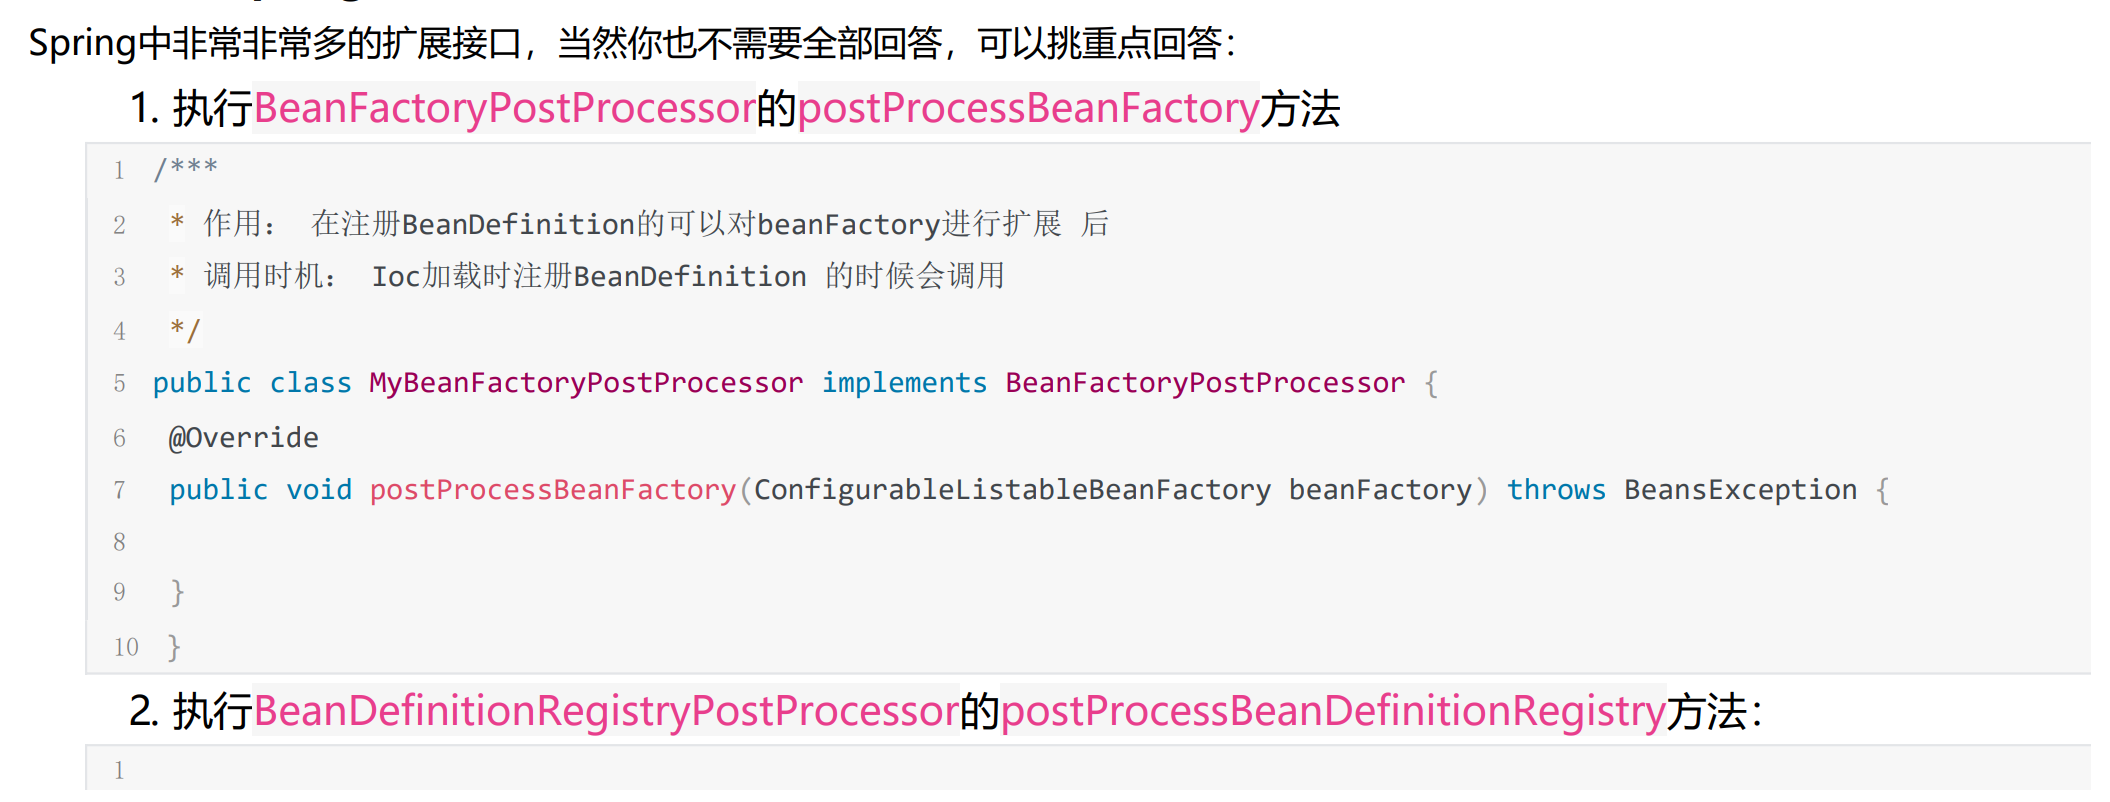 Spring中非常非常多的扩展接口，当然你也不需要全部回答，可以挑重点回答：
1. 执行BeanFactoryPostProcessor的postProcessBeanFactory方法
1 /***
2 * 作用： 在注册BeanDefinition的可以对beanFactory进行扩展 后
3 * 调用时机： Ioc加载时注册BeanDefinition 的时候会调用
4 */
5 public class MyBeanFactoryPostProcessor implements BeanFactoryPostProcessor {
6 @Override
7 public void postProcessBeanFactory(ConfigurableListableBeanFactory beanFactory) throws BeansException {
8
9 }
10 }
2. 执行BeanDefinitionRegistryPostProcessor的postProcessBeanDefinitionRegistry方法：
1